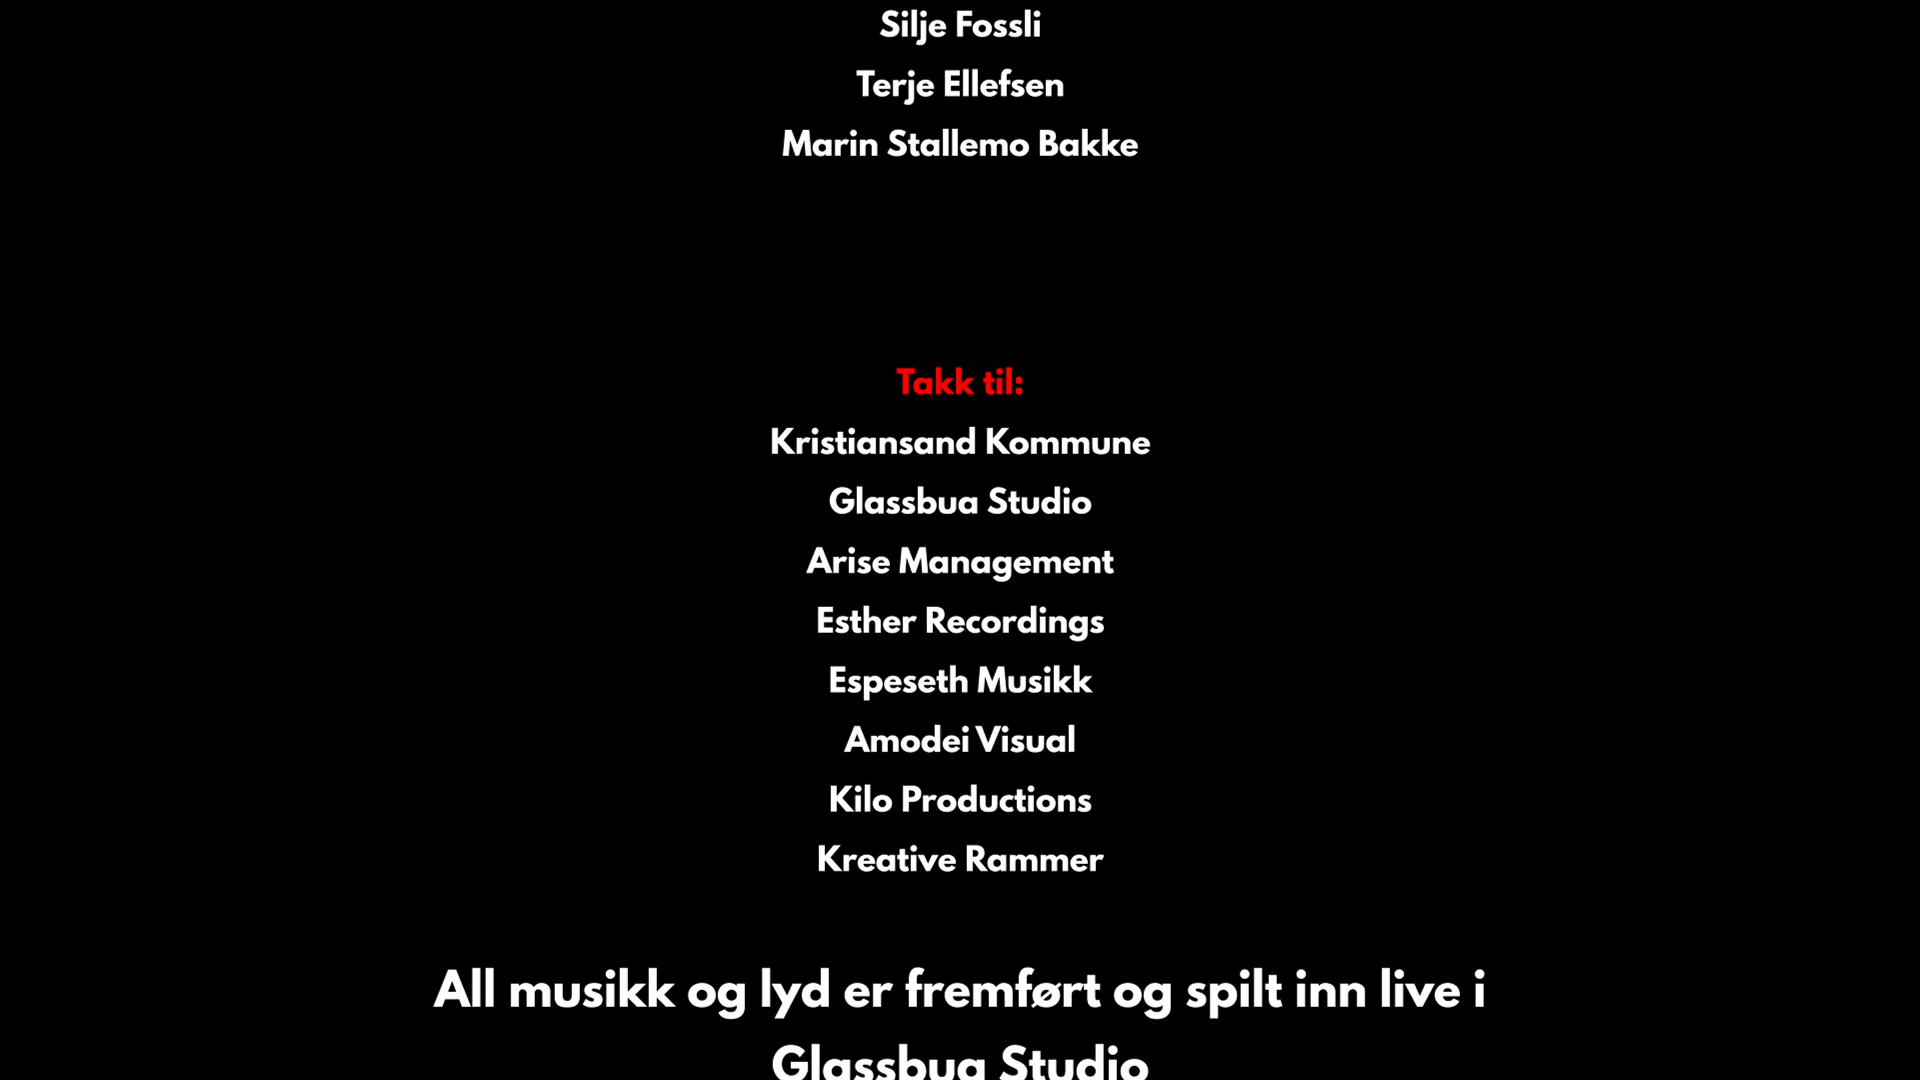 Silje Fossli
Terje Ellefsen
Marin Stallemo Bakke
Takk til:
Kristiansand Kommune
Glassbua Studio
Arise Management
Esther Recordings
Espeseth Musikk
Amodei Visual
Kilo Productions
Kreative Rammer
All musikk og lyd er fremført og spilt inn live i
Glassbua Studio